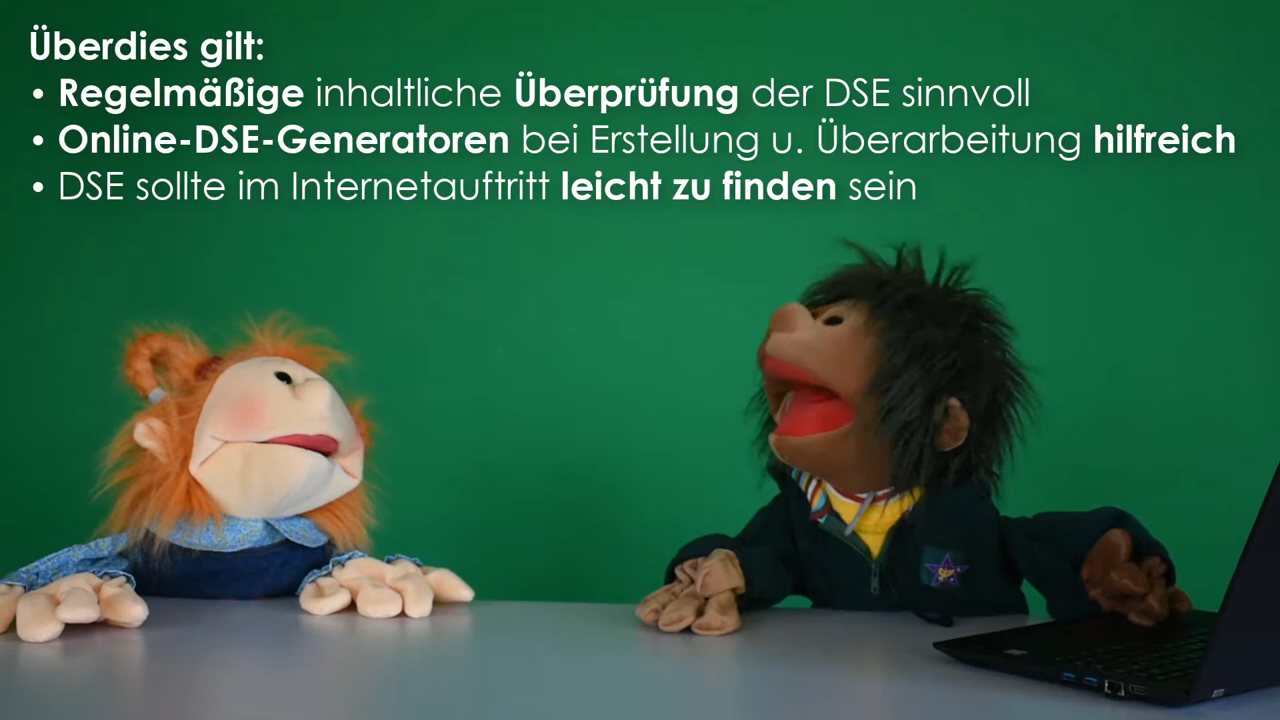 Überdies gilt:
• Regelmäßige inhaltliche Überprüfung der DSE sinnvoll
• Online-DSE-Generatoren bei Erstellung u. Überarbeitung hilfreich
• DSE sollte im Internetauftritt leicht zu finden sein